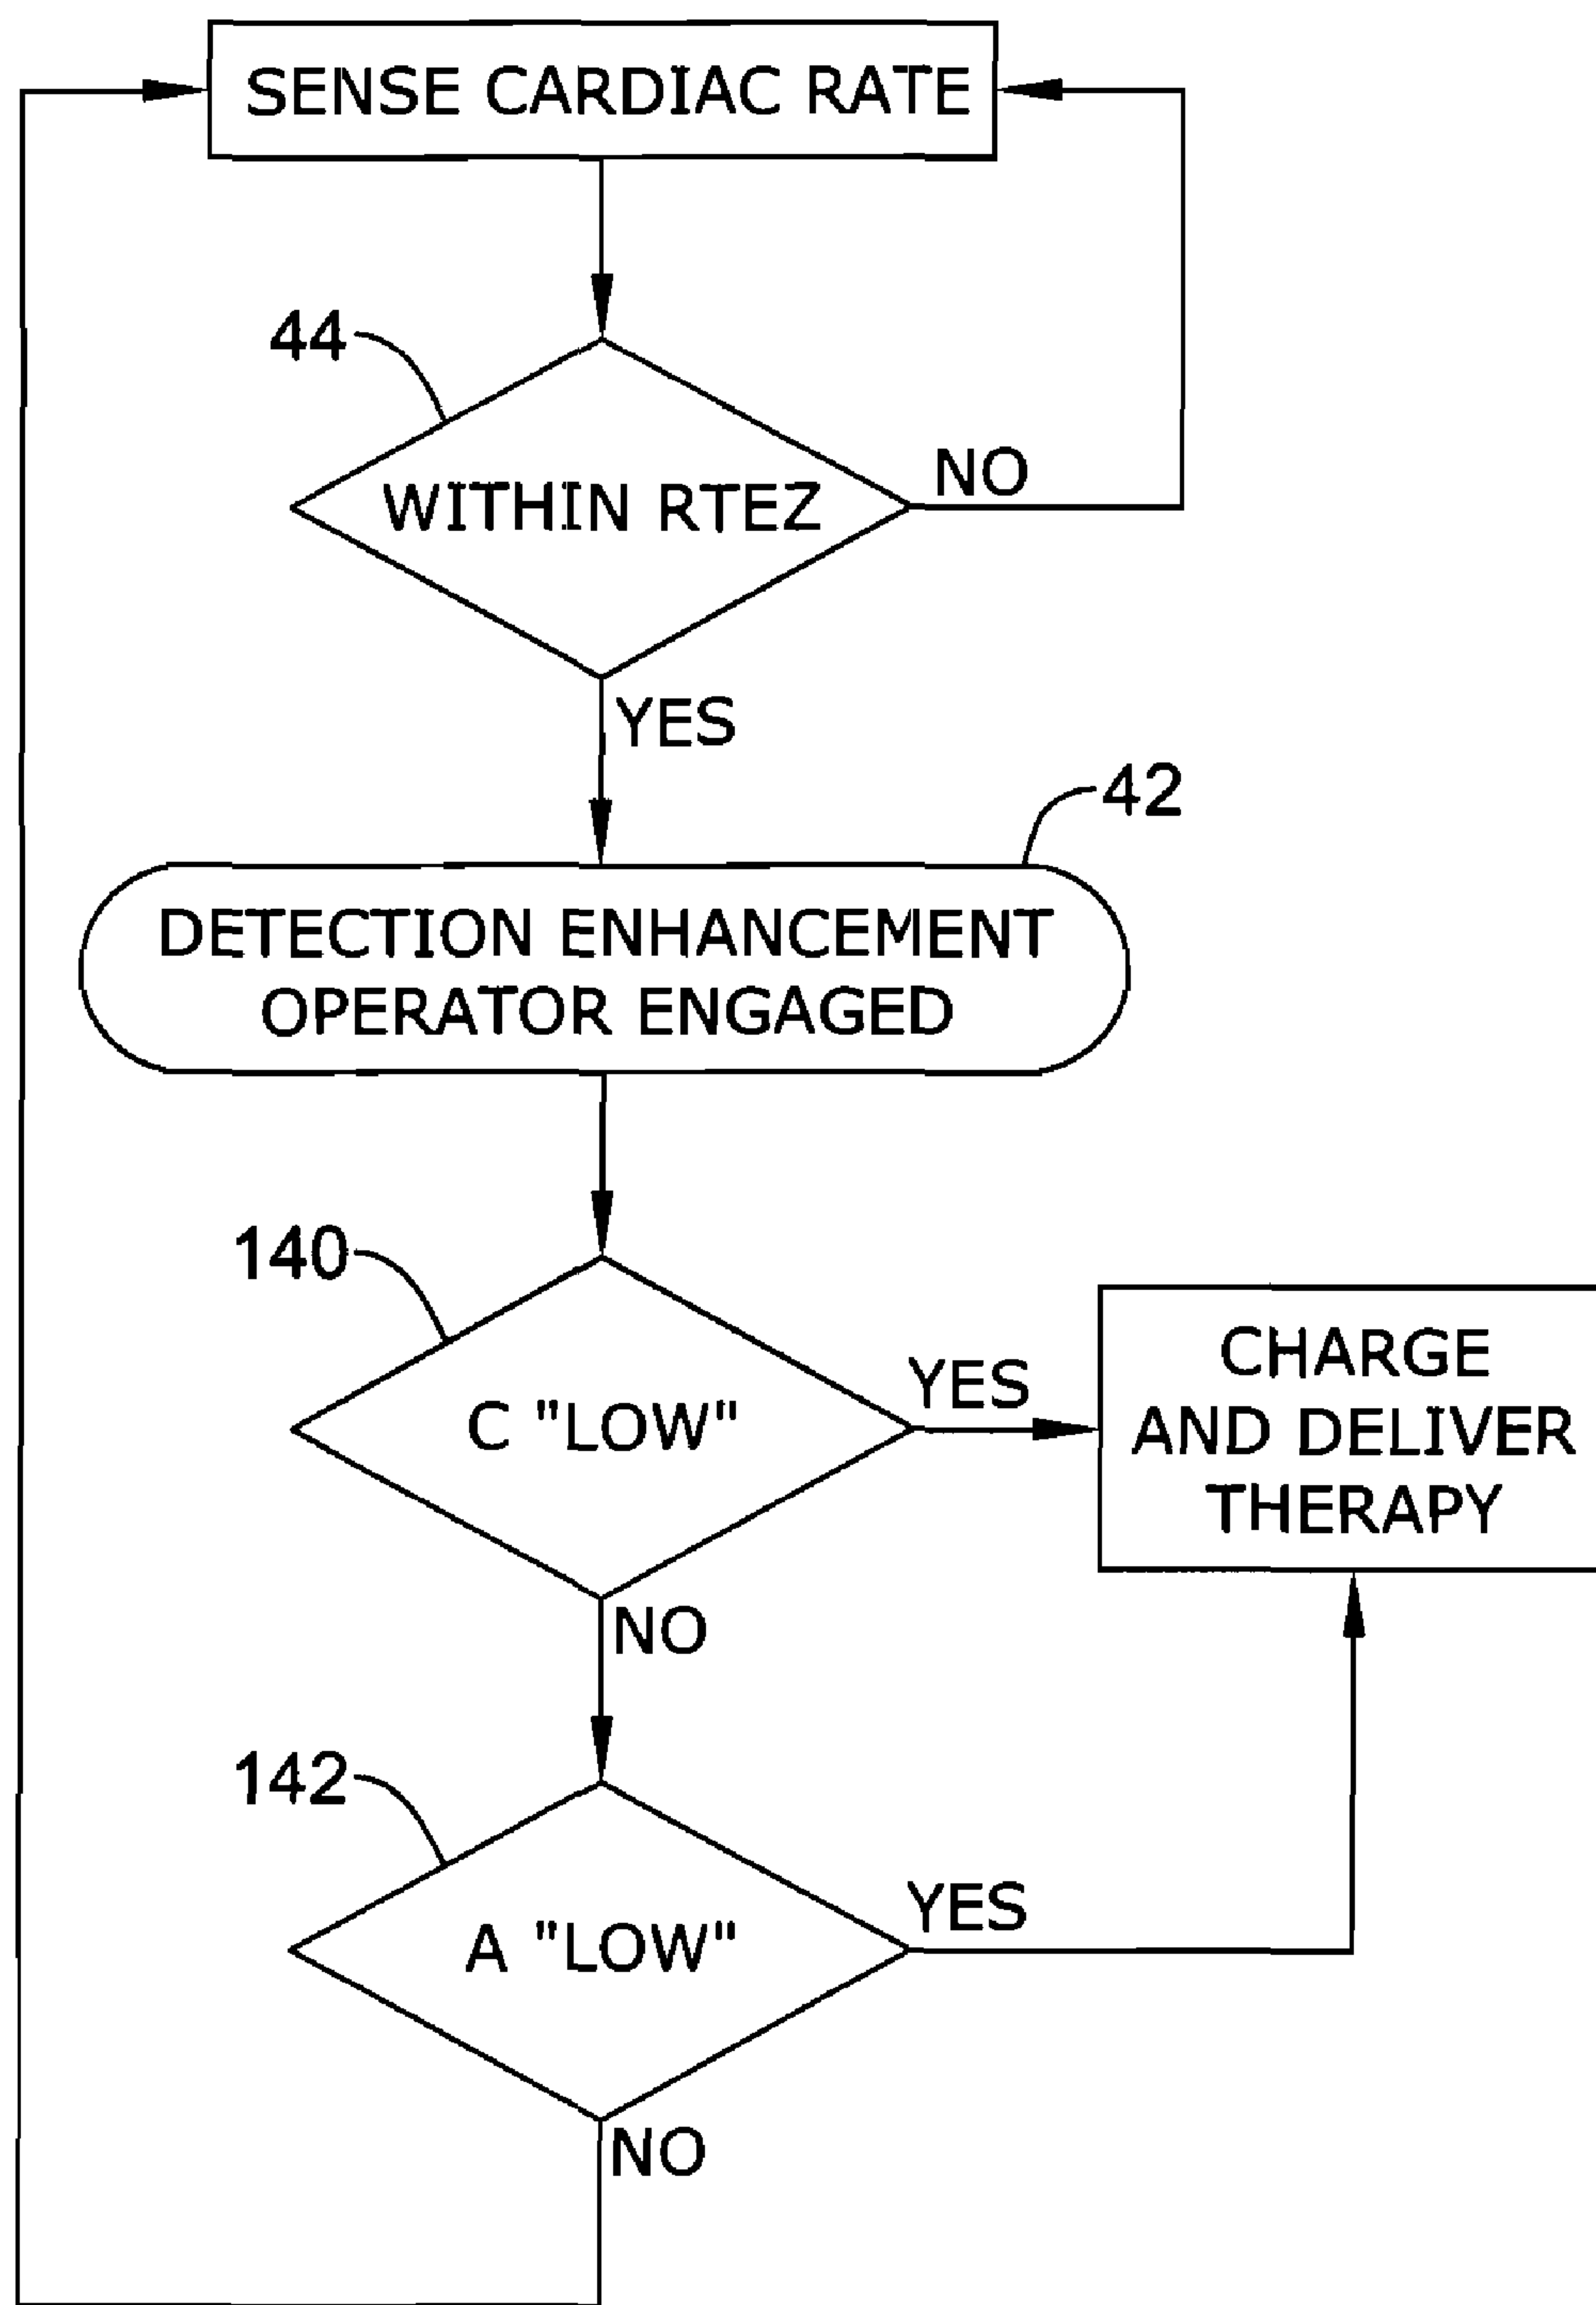 SENSE CARDIAC RATE
44
WITHIN RTEZ
NO
YES
42
DETECTION ENHANCEMENT
OPERATOR ENGAGED
140
C "LOW"
YES
CHARGE
AND DELIVER
THERAPY
NO
142
A "LOW"
YES
NO